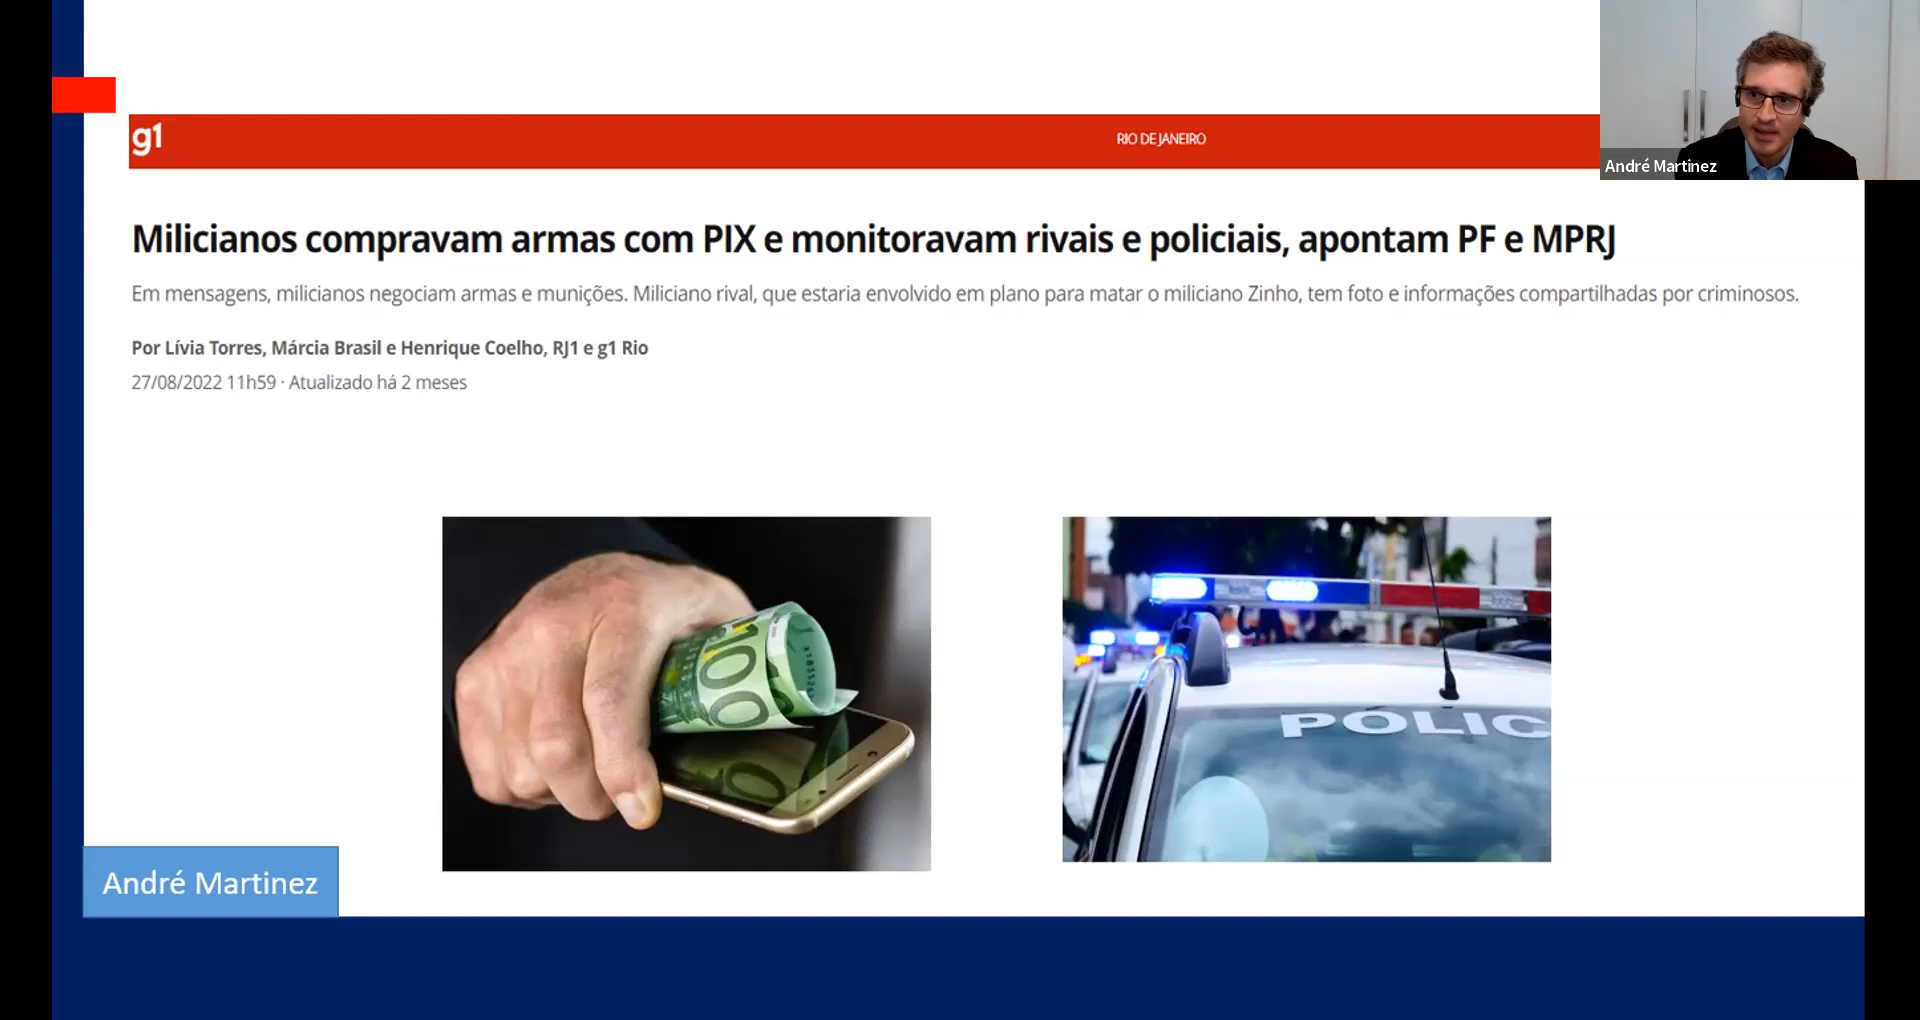 g1
RIO DE JANEIRO
André Martinez
Milicianos compravam armas com PIX e monitoravam rivais e policiais, apontam PF e MPRJ
Em mensagens, milicianos negociam armas e munições. Miliciano rival, que estaria envolvido em plano para matar o miliciano Zinho, tem foto e informações compartilhadas por criminosos.
Por Lívia Torres, Márcia Brasil e Henrique Coelho, RJ1 e g1 Rio
27/08/2022 11h59 · Atualizado há 2 meses
100
POLIC
André Martinez